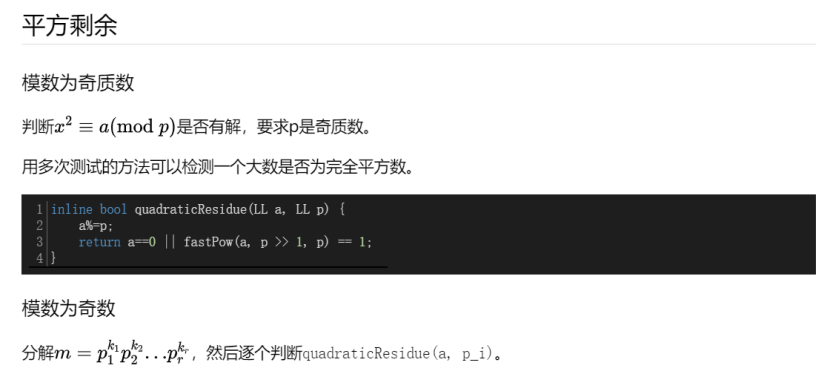 平方剩余
模数为奇质数
判断$x^2 \equiv a (\mathrm{mod}\ p)$是否有解，要求p是奇质数。
用多次测试的方法可以检测一个大数是否为完全平方数。
1 inline bool quadraticResidue(LL a, LL p) {
2     a%=p;
3     return a==0 || fastPow(a, p >> 1, p) == 1;
4 }
模数为奇数
分解$m = p_1^{k_1} p_2^{k_2} \ldots p_r^{k_r}$，然后逐个判断quadraticResidue(a, p_i)。